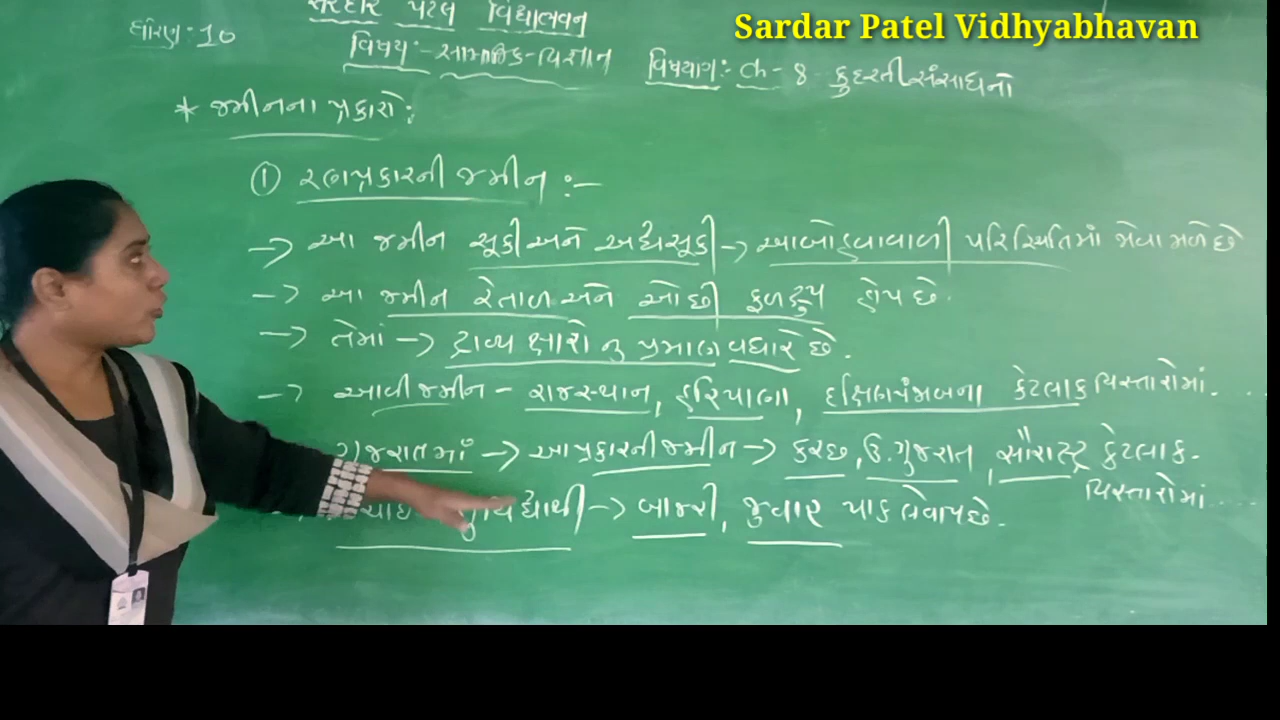 સરદાર પટેલ વિદ્યાભવન
Sardar Patel Vidhyabhavan
ધોરણ:10
વિષય:- સામાજિક-વિજ્ઞાન વિષયાંગ: ch-8 કુદરતી સંસાધનો
* જમીનના પ્રકારો:
① રણપ્રકારની જમીન :-
-> આ જમીન સૂકી અને અર્ધસૂકી -> આબોહવાવાળી પરિસ્થિતિમાં જોવા મળે છે
-> આ જમીન રેતાળ અને ઓછી ફળદ્રુપ હોય છે.
-> તેમાં -> દ્રાવ્ય ક્ષારો નુ પ્રમાણ વધારે છે.
-> આવી જમીન - રાજસ્થાન, હરિયાણા, દક્ષિણ પંજાબના કેટલાક વિસ્તારોમાં....
ગુજરાતમાં -> આ પ્રકારની જમીન -> કચ્છ, ઉ.ગુજરાત, સૌરાષ્ટ્ર કેટલાક-
વિસ્તારોમાં....
-> બાજરી, જુવાર પાક લેવાય છે.